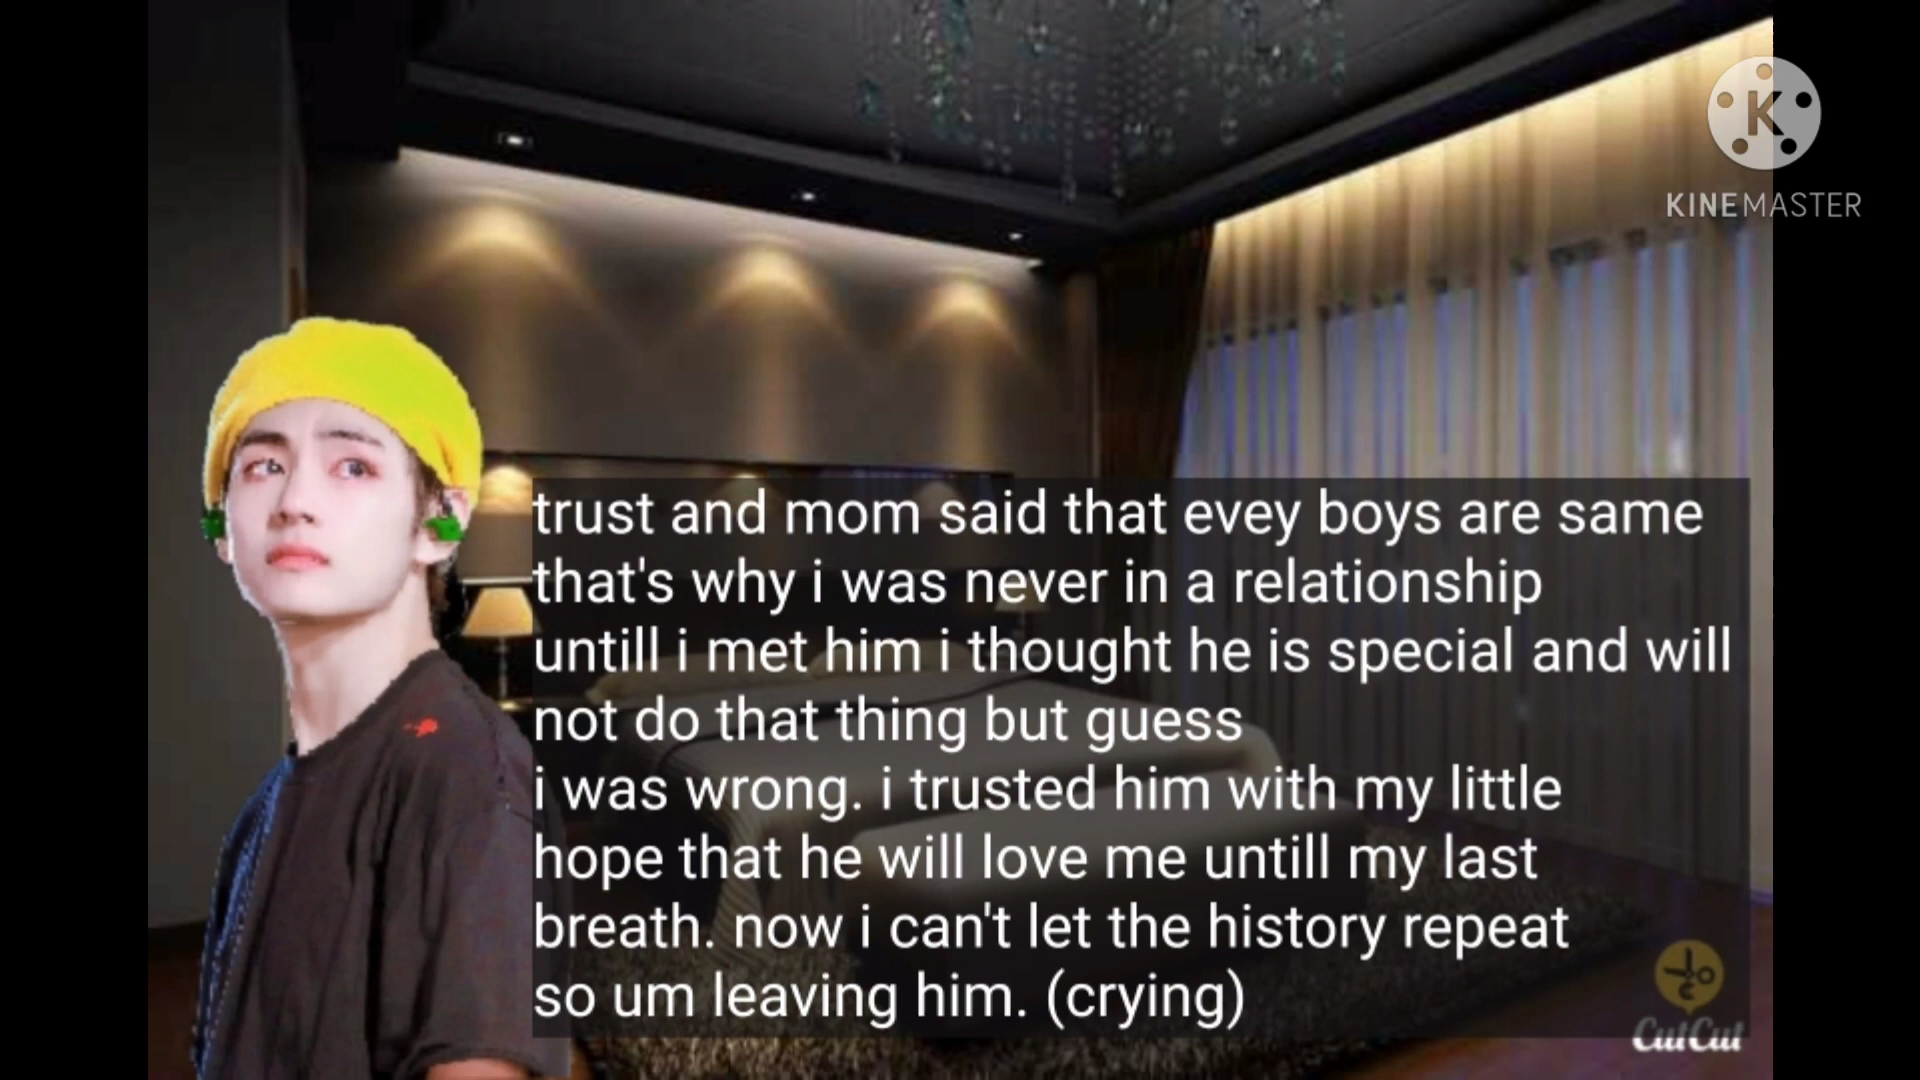 K
KINEMASTER
trust and mom said that evey boys are same
that's why i was never in a relationship
untill i met him i thought he is special and will
not do that thing but guess
i was wrong. i trusted him with my little
hope that he will love me untill my last
breath. now i can't let the history repeat
so um leaving him. (crying)
CutCut